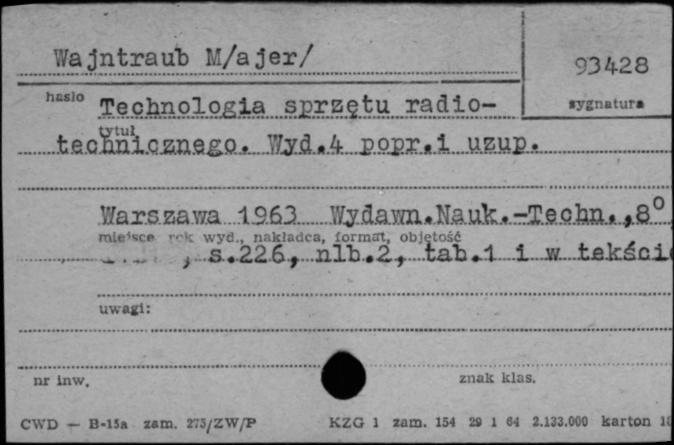 Wajntraub M/ajer/
93428
hasło
sygnatura
Technologia sprzętu radio-
tytuł
technicznego. Wyd.4 popr.i uzup.
Warszawa 1963 Wydawn.Nauk.-Techn.,8°
miejsce rok wyd., nakładca, format, objętość
, s.226, nlb.2, tab.1 i w tekście
uwagi:
nr inw.
znak klas.
CWD — B-15a zam. 275/ZW/P
KZG 1 zam. 154 29 1 64 2.133.000 karton